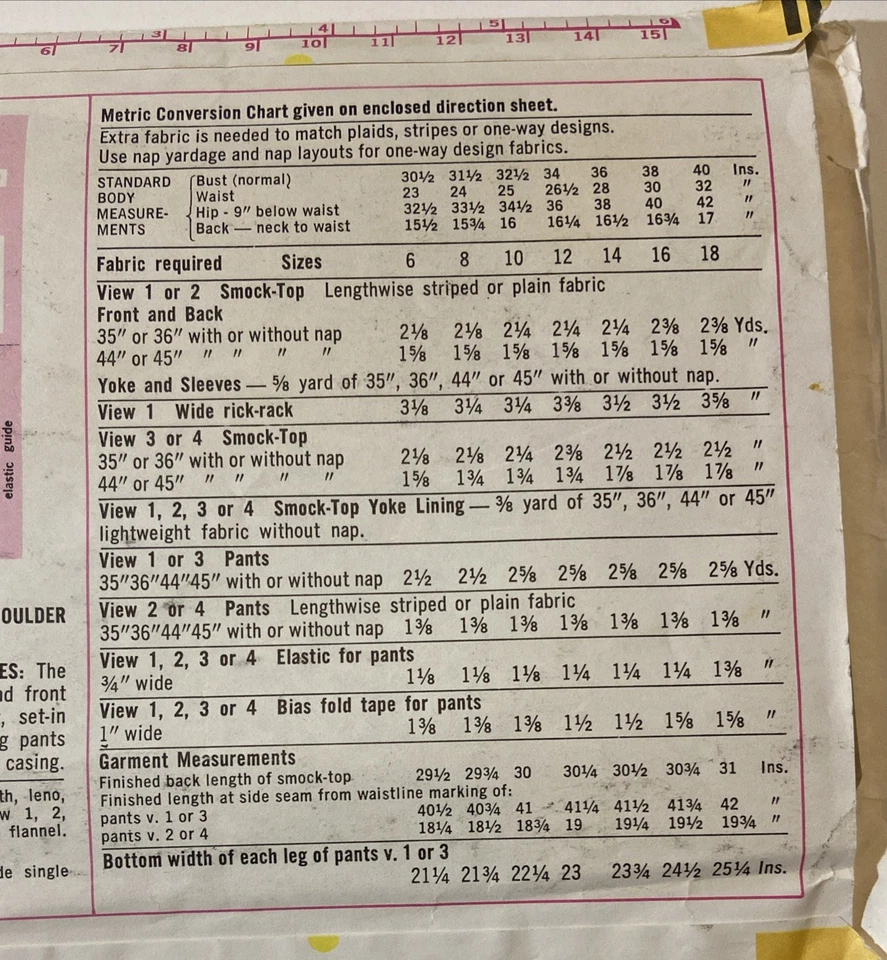 6 7 3 8 9 4 10 11 12 5 13 14 15 6
Metric Conversion Chart given on enclosed direction sheet.
Extra fabric is needed to match plaids, stripes or one-way designs.
Use nap yardage and nap layouts for one-way design fabrics.
STANDARD Bust (normal) 30½ 31½ 32½ 34 36 38 40 Ins.
BODY Waist 23 24 25 26½ 28 30 32 "
MEASURE- Hip - 9" below waist 32½ 33½ 34½ 36 38 40 42 "
MENTS Back — neck to waist 15½ 15¾ 16 16¼ 16½ 16¾ 17 "
Fabric required Sizes 6 8 10 12 14 16 18
View 1 or 2 Smock-Top Lengthwise striped or plain fabric
Front and Back
35" or 36" with or without nap 2⅛ 2⅛ 2¼ 2¼ 2¼ 2⅜ 2⅜ Yds.
44" or 45" " " " " 1⅝ 1⅝ 1⅝ 1⅝ 1⅝ 1⅝ 1⅝ "
Yoke and Sleeves — ⅝ yard of 35", 36", 44" or 45" with or without nap.
View 1 Wide rick-rack 3⅛ 3¼ 3¼ 3⅜ 3½ 3½ 3⅝ "
View 3 or 4 Smock-Top
35" or 36" with or without nap 2⅛ 2⅛ 2¼ 2⅜ 2½ 2½ 2½ "
44" or 45" " " " " 1⅝ 1¾ 1¾ 1¾ 1⅞ 1⅞ 1⅞ "
View 1, 2, 3 or 4 Smock-Top Yoke Lining — ⅜ yard of 35", 36", 44" or 45"
lightweight fabric without nap.
View 1 or 3 Pants
35"36"44"45" with or without nap 2½ 2½ 2⅝ 2⅝ 2⅝ 2⅝ 2⅝ Yds.
View 2 or 4 Pants Lengthwise striped or plain fabric
35"36"44"45" with or without nap 1⅜ 1⅜ 1⅜ 1⅜ 1⅜ 1⅜ 1⅜ "
View 1, 2, 3 or 4 Elastic for pants
¾" wide 1⅛ 1⅛ 1⅛ 1¼ 1¼ 1¼ 1⅜ "
View 1, 2, 3 or 4 Bias fold tape for pants
1" wide 1⅜ 1⅜ 1⅜ 1½ 1½ 1⅝ 1⅝ "
Garment Measurements
Finished back length of smock-top 29½ 29¾ 30 30¼ 30½ 30¾ 31 Ins.
Finished length at side seam from waistline marking of:
pants v. 1 or 3 40½ 40¾ 41 41¼ 41½ 41¾ 42 "
pants v. 2 or 4 18¼ 18½ 18¾ 19 19¼ 19½ 19¾ "
Bottom width of each leg of pants v. 1 or 3
21¼ 21¾ 22¼ 23 23¾ 24½ 25¼ Ins.
elastic guide
OULDER
ES: The
nd front
, set-in
g pants
casing.
th, leno,
w 1, 2,
flannel.
de single